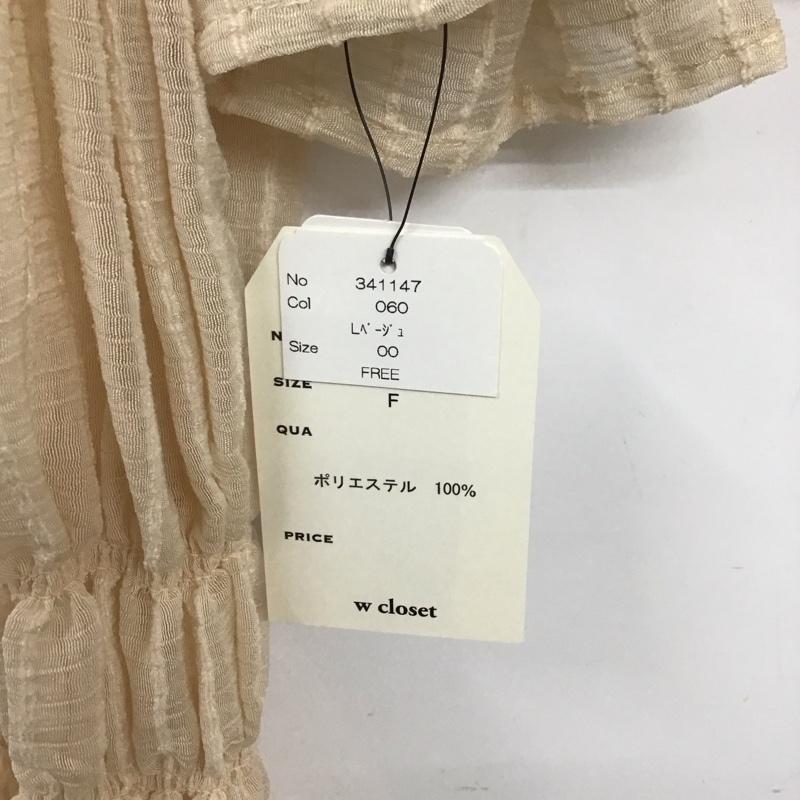 No 341147
Col 060
Lﾍﾞｰｼﾞｭ
Size 00
FREE
N
SIZE F
QUA
ポリエステル 100%
PRICE
w closet